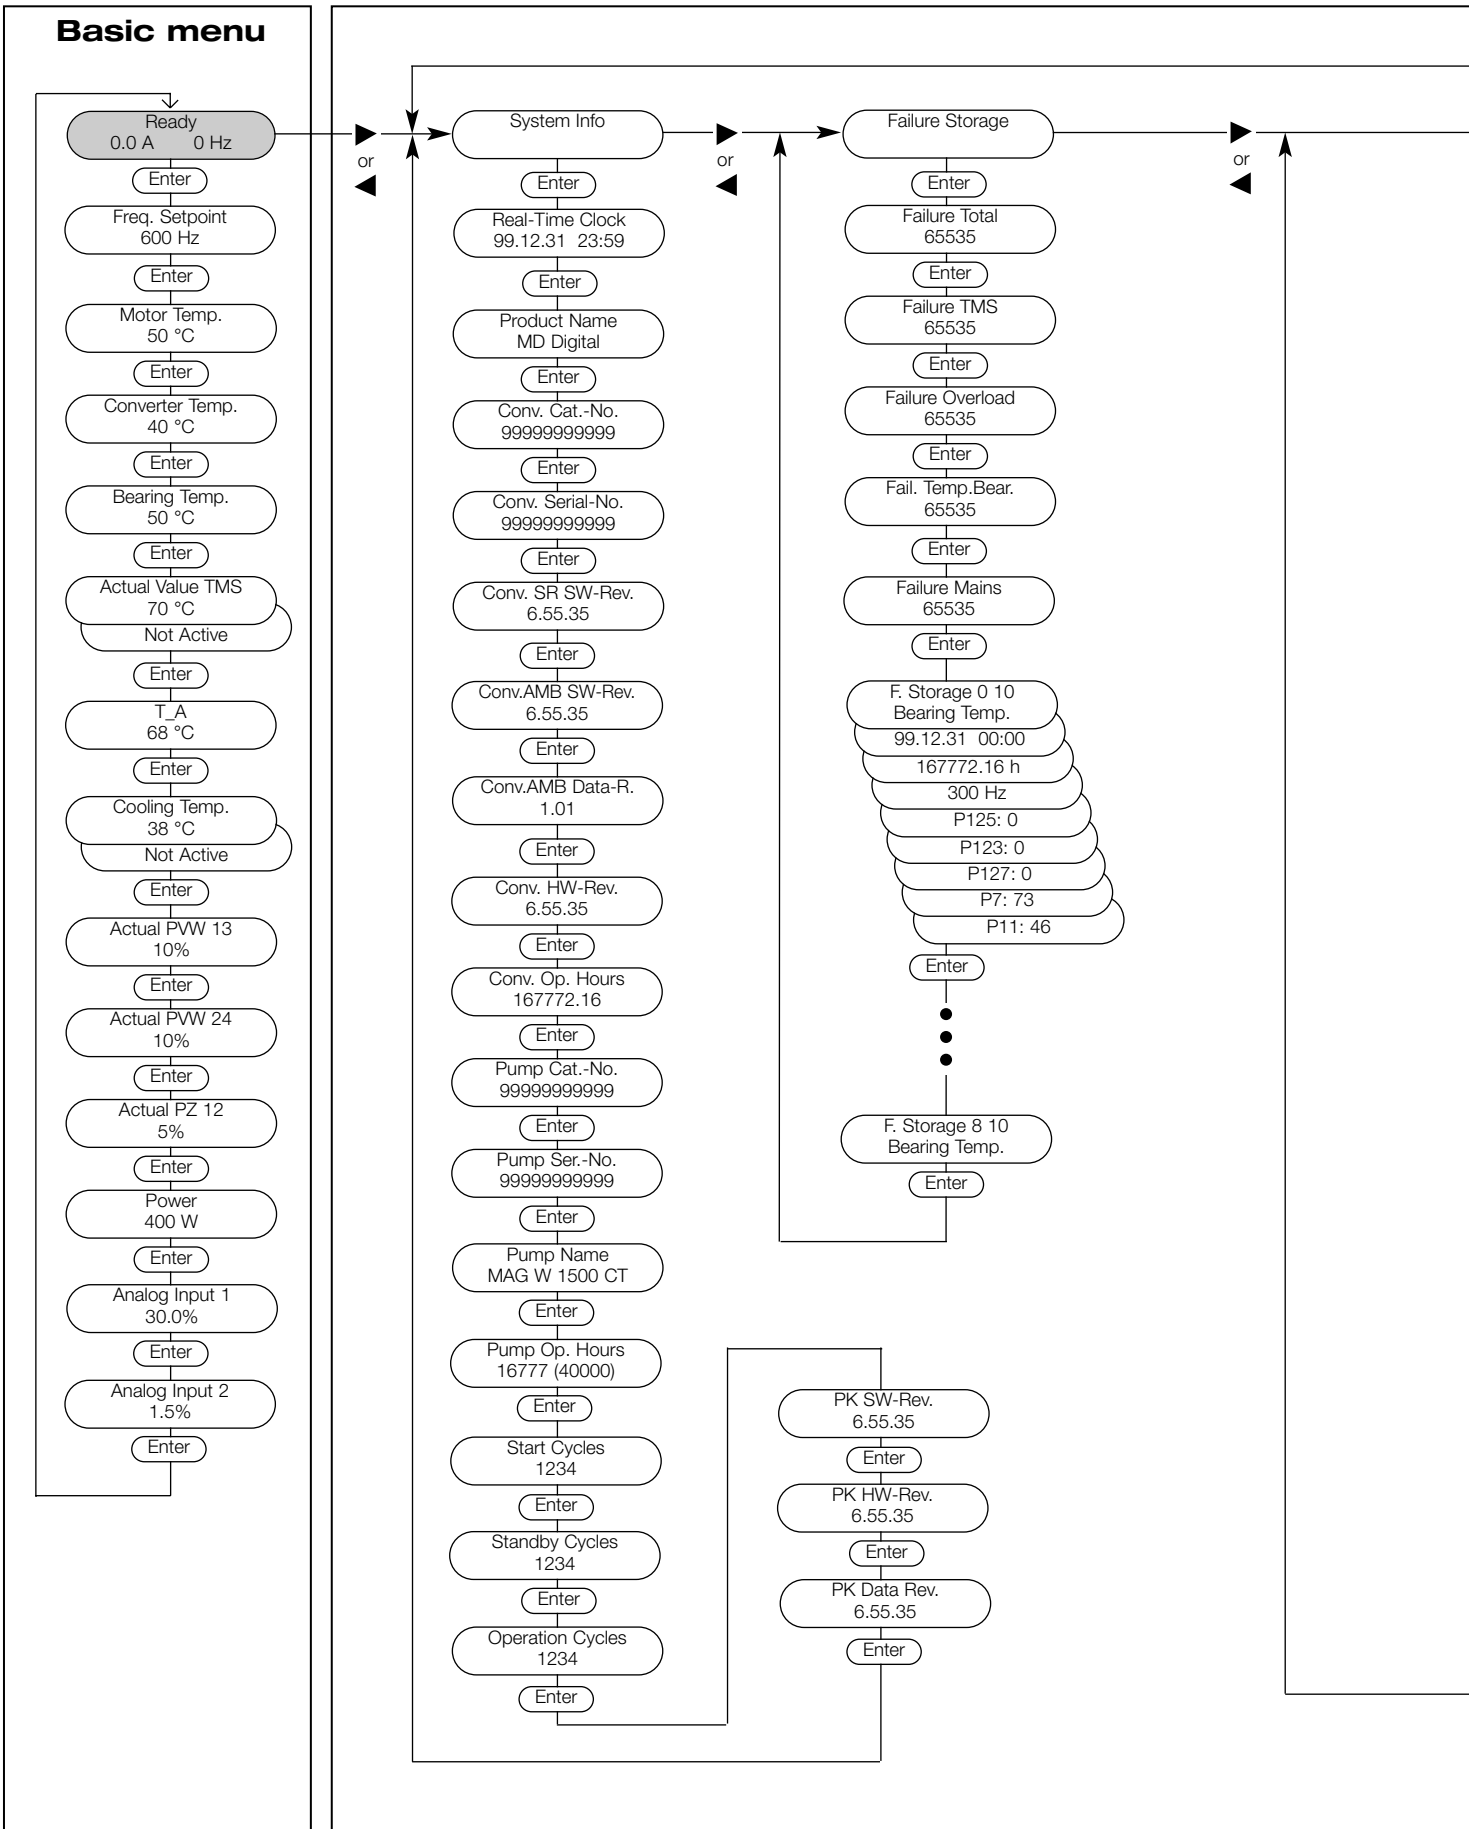 Basic menu
Ready
0.0 A 0 Hz
Enter
Freq. Setpoint
600 Hz
Enter
Motor Temp.
50 °C
Enter
Converter Temp.
40 °C
Enter
Bearing Temp.
50 °C
Enter
Actual Value TMS
70 °C
Not Active
Enter
T_A
68 °C
Enter
Cooling Temp.
38 °C
Not Active
Enter
Actual PVW 13
10%
Enter
Actual PVW 24
10%
Enter
Actual PZ 12
5%
Enter
Power
400 W
Enter
Analog Input 1
30.0%
Enter
Analog Input 2
1.5%
Enter
or
System Info
Enter
Real-Time Clock
99.12.31 23:59
Enter
Product Name
MD Digital
Enter
Conv. Cat.-No.
99999999999
Enter
Conv. Serial-No.
99999999999
Enter
Conv. SR SW-Rev.
6.55.35
Enter
Conv.AMB SW-Rev.
6.55.35
Enter
Conv.AMB Data-R.
1.01
Enter
Conv. HW-Rev.
6.55.35
Enter
Conv. Op. Hours
167772.16
Enter
Pump Cat.-No.
99999999999
Enter
Pump Ser.-No.
99999999999
Enter
Pump Name
MAG W 1500 CT
Enter
Pump Op. Hours
16777 (40000)
Enter
Start Cycles
1234
Enter
Standby Cycles
1234
Enter
Operation Cycles
1234
Enter
PK SW-Rev.
6.55.35
Enter
PK HW-Rev.
6.55.35
Enter
PK Data Rev.
6.55.35
Enter
or
Failure Storage
Enter
Failure Total
65535
Enter
Failure TMS
65535
Enter
Failure Overload
65535
Enter
Fail. Temp.Bear.
65535
Enter
Failure Mains
65535
Enter
F. Storage 0 10
Bearing Temp.
99.12.31 00:00
167772.16 h
300 Hz
P125: 0
P123: 0
P127: 0
P7: 73
P11: 46
Enter
F. Storage 8 10
Bearing Temp.
Enter
or